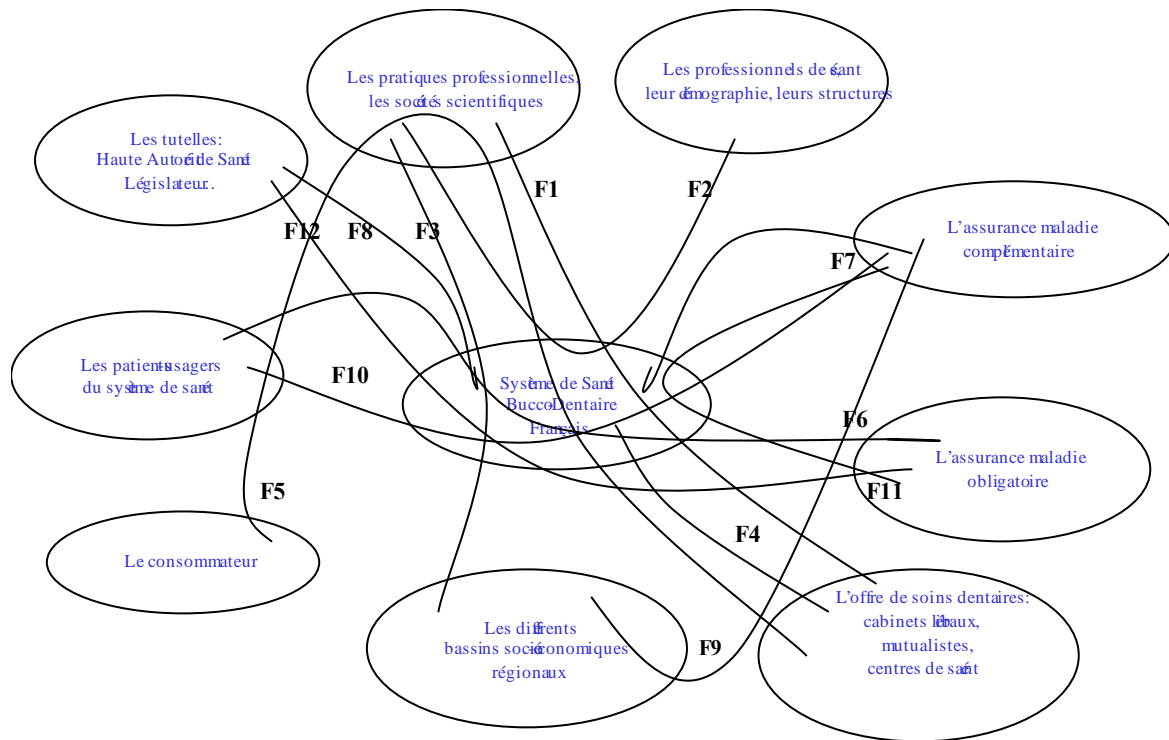 Les pratiques professionnelles,
les sociétés scientifiques
Les professionnels de santé,
leur démographie, leurs structures
Les tutelles:
Haute Autorité de Santé
Législateur...
F1
F2
F12
F8
F3
L'assurance maladie
complémentaire
F7
Les patients-usagers
du système de santé
F10
Système de Santé
Bucco-Dentaire
Français
F6
L'assurance maladie
obligatoire
F11
F5
F4
Le consommateur
L'offre de soins dentaires:
cabinets libéraux,
mutualistes,
centres de santé
Les différents
bassins socio-économiques
régionaux
F9